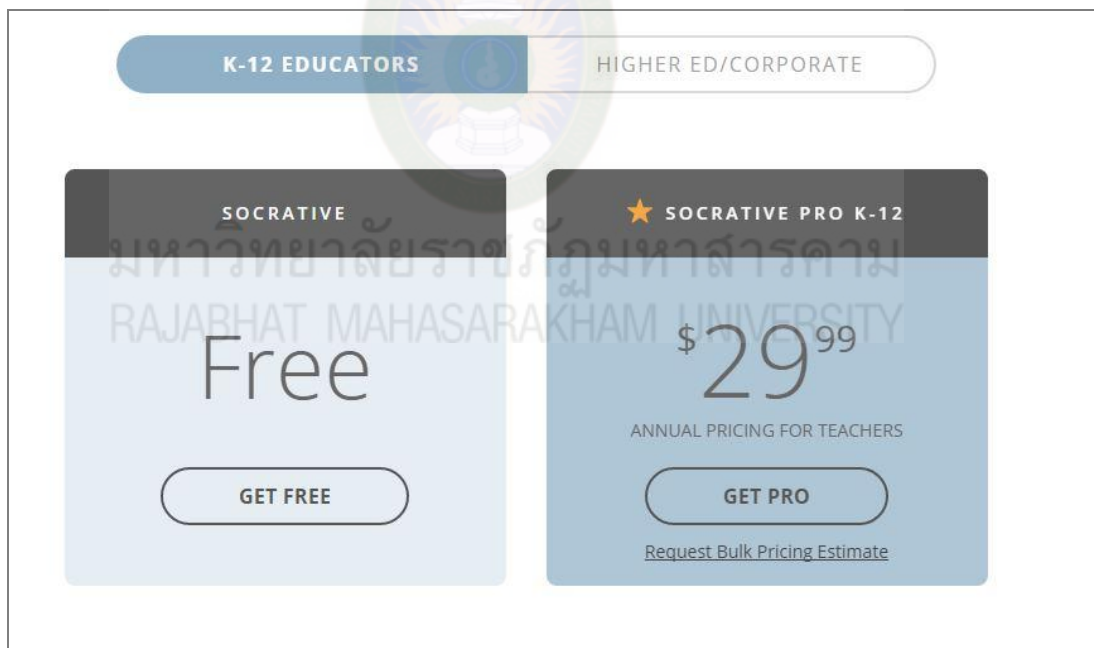 K-12 EDUCATORS
HIGHER ED/CORPORATE
SOCRATIVE
Free
GET FREE
SOCRATIVE PRO K-12
$29 99
ANNUAL PRICING FOR TEACHERS
GET PRO
Request Bulk Pricing Estimate
มหาวิทยาลัยราชภัฏมหาสารคาม
RAJABHAT MAHASARAKHAM UNIVERSITY